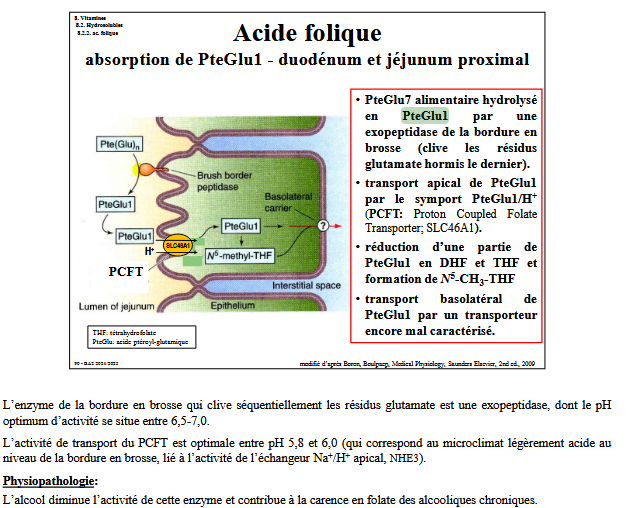 8. Vitamines
8.2. Hydrosolubles
8.2.2. ac. folique
Acide folique
absorption de PteGlu1 - duodénum et jéjunum proximal
Pte(Glu)n
Brush border
peptidase
PteGlu1
PteGlu1
H+
SLC46A1
PCFT
PteGlu1
N5-methyl-THF
Basolateral
carrier
?
Interstitial space
Lumen of jejunum
Epithelium
THF: tétrahydrofolate
PteGlu: acide ptéroyl-glutamique
• PteGlu7 alimentaire hydrolysé
en PteGlu1 par une
exopeptidase de la bordure en
brosse (clive les résidus
glutamate hormis le dernier).
• transport apical de PteGlu1
par le symport PteGlu1/H+
(PCFT: Proton Coupled Folate
Transporter; SLC46A1).
• réduction d’une partie de
PteGlu1 en DHF et THF et
formation de N5-CH3-THF
• transport basolatéral de
PteGlu1 par un transporteur
encore mal caractérisé.
modifié d'après Boron, Boulpaep, Medical Physiology, Saunders Elsevier, 2nd ed., 2009
L’enzyme de la bordure en brosse qui clive séquentiellement les résidus glutamate est une exopeptidase, dont le pH
optimum d’activité se situe entre 6,5-7,0.
L’activité de transport du PCFT est optimale entre pH 5,8 et 6,0 (qui correspond au microclimat légèrement acide au
niveau de la bordure en brosse, lié à l’activité de l’échangeur Na+/H+ apical, NHE3).
Physiopathologie:
L’alcool diminue l’activité de cette enzyme et contribue à la carence en folate des alcooliques chroniques.